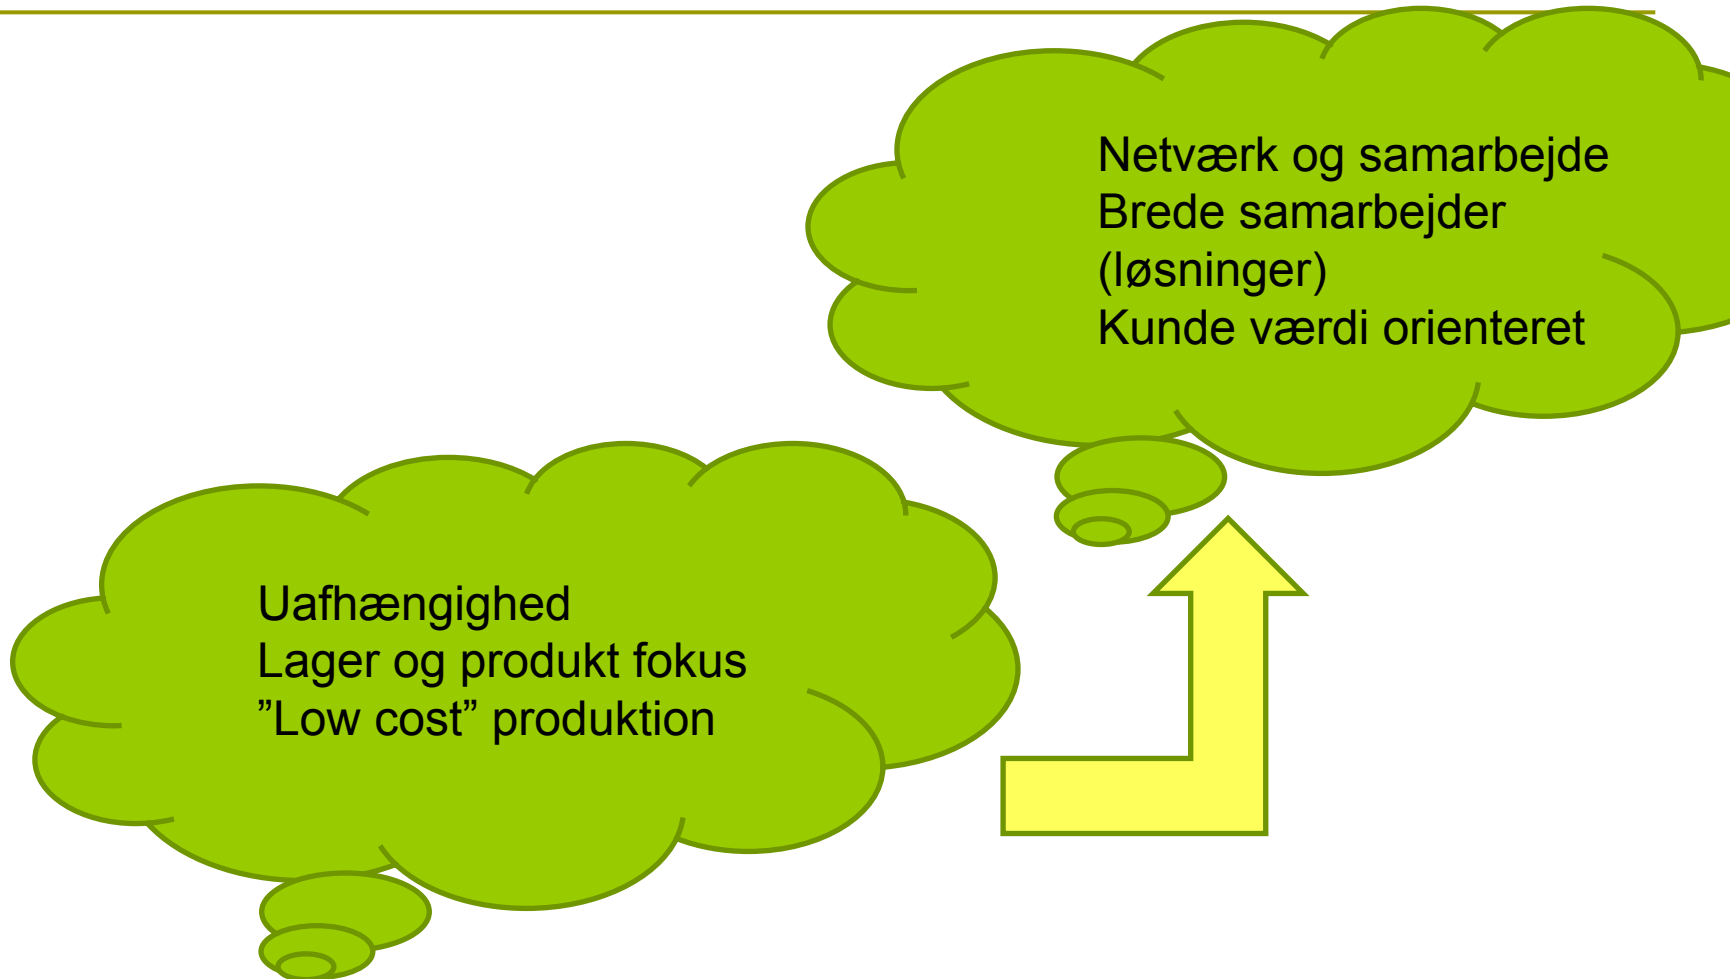 Netværk og samarbejde
Brede samarbejder
(løsninger)
Kunde værdi orienteret
Uafhængighed
Lager og produkt fokus
”Low cost” produktion